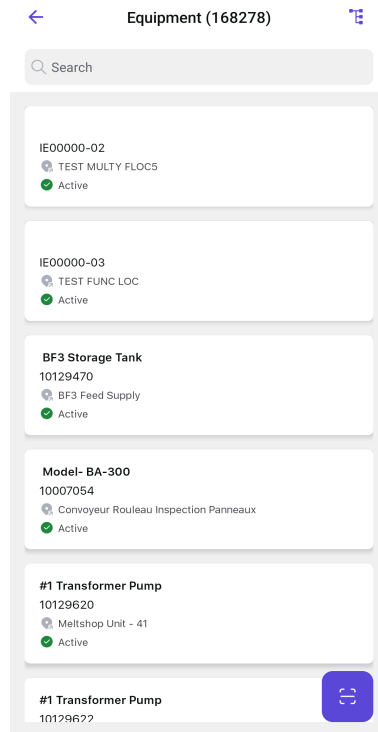 Equipment (168278)
Search
IE00000-02
TEST MULTY FLOC5
Active
IE00000-03
TEST FUNC LOC
Active
BF3 Storage Tank
10129470
BF3 Feed Supply
Active
Model- BA-300
10007054
Convoyeur Rouleau Inspection Panneaux
Active
#1 Transformer Pump
10129620
Meltshop Unit - 41
Active
#1 Transformer Pump
10129622